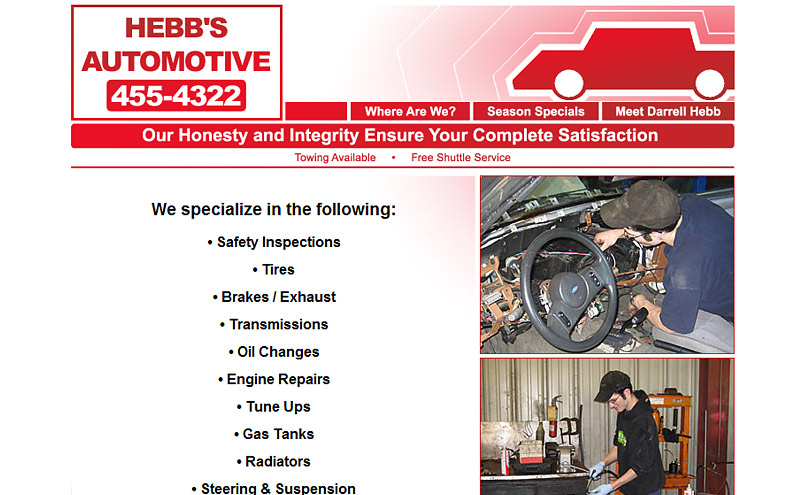 HEBB'S
AUTOMOTIVE
455-4322
Where Are We?
Season Specials
Meet Darrell Hebb
Our Honesty and Integrity Ensure Your Complete Satisfaction
Towing Available • Free Shuttle Service
We specialize in the following:
• Safety Inspections
• Tires
• Brakes / Exhaust
• Transmissions
• Oil Changes
• Engine Repairs
• Tune Ups
• Gas Tanks
• Radiators
• Steering & Suspension